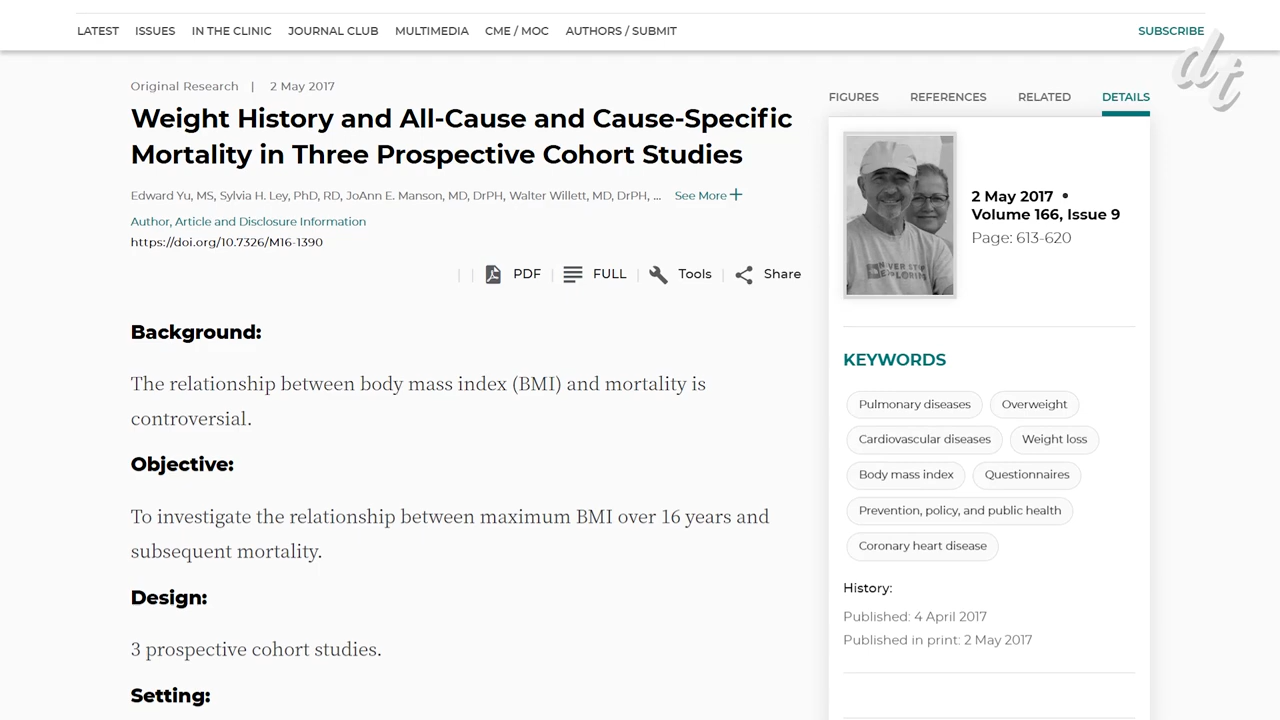 LATEST ISSUES IN THE CLINIC JOURNAL CLUB MULTIMEDIA CME / MOC AUTHORS / SUBMIT SUBSCRIBE
dt
Original Research | 2 May 2017
Weight History and All-Cause and Cause-Specific
Mortality in Three Prospective Cohort Studies
Edward Yu, MS, Sylvia H. Ley, PhD, RD, JoAnn E. Manson, MD, DrPH, Walter Willett, MD, DrPH, ... See More +
Author, Article and Disclosure Information
https://doi.org/10.7326/M16-1390
PDF | FULL | Tools | Share
Background:
The relationship between body mass index (BMI) and mortality is
controversial.
Objective:
To investigate the relationship between maximum BMI over 16 years and
subsequent mortality.
Design:
3 prospective cohort studies.
Setting:
FIGURES REFERENCES RELATED DETAILS
NEVER STOP
EXPLORING
2 May 2017 •
Volume 166, Issue 9
Page: 613-620
KEYWORDS
Pulmonary diseases Overweight
Cardiovascular diseases Weight loss
Body mass index Questionnaires
Prevention, policy, and public health
Coronary heart disease
History:
Published: 4 April 2017
Published in print: 2 May 2017